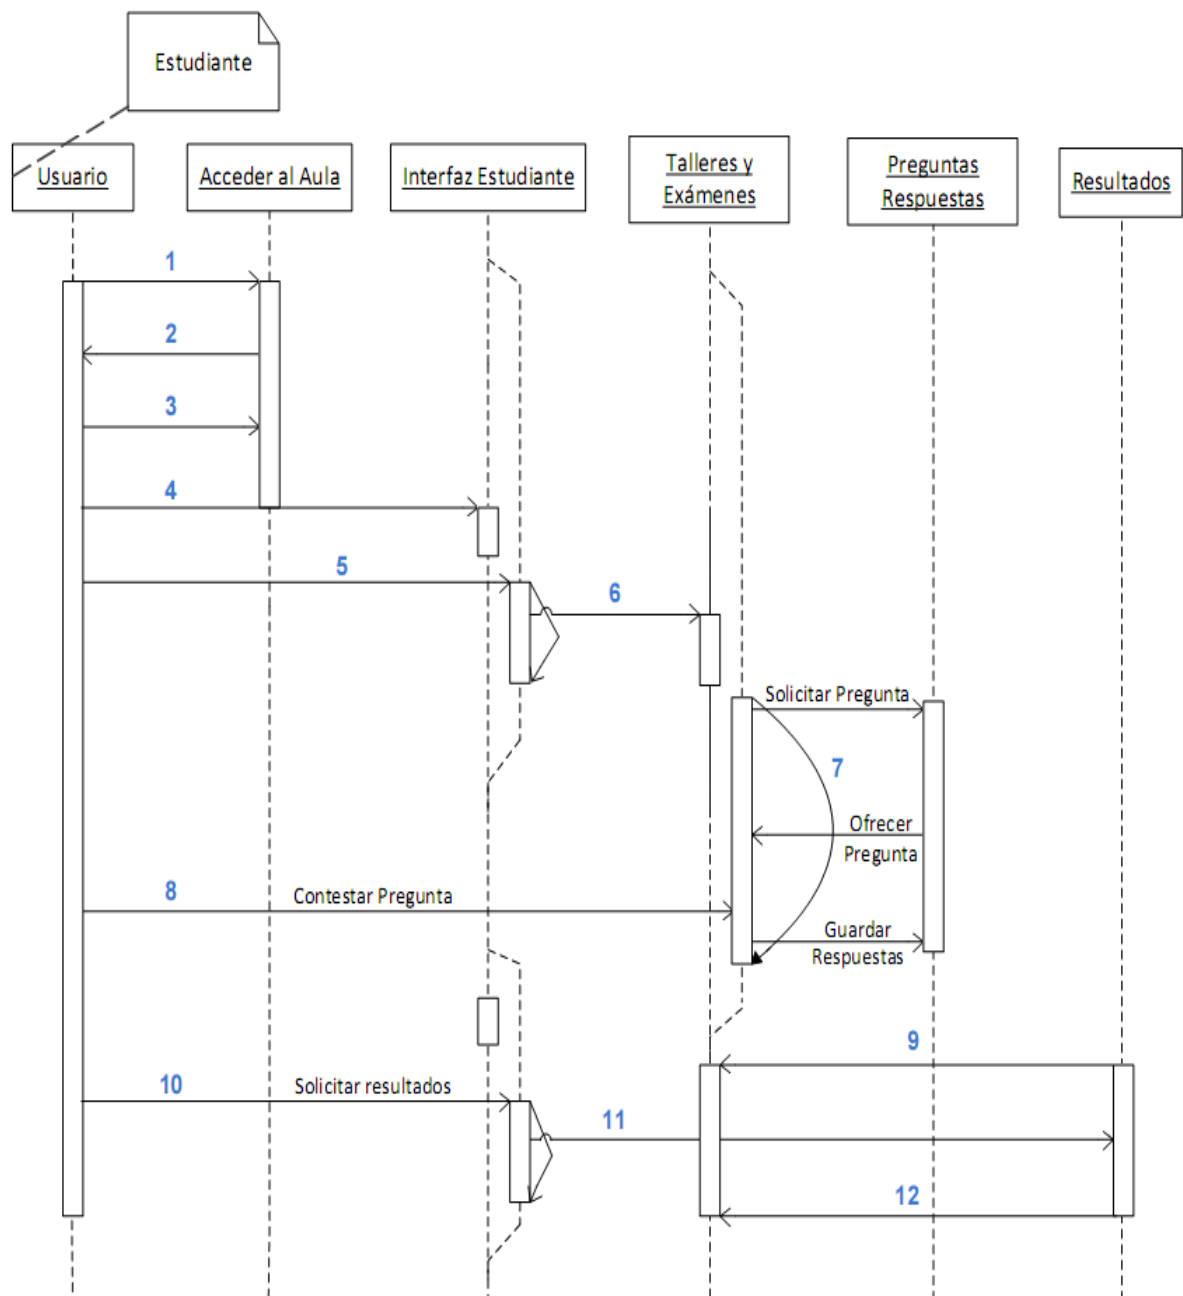 Estudiante
Usuario
Acceder al Aula
Interfaz Estudiante
Talleres y
Exámenes
Preguntas
Respuestas
Resultados
1
2
3
4
5
6
Solicitar Pregunta
7
Ofrecer
Pregunta
8
Contestar Pregunta
Guardar
Respuestas
9
10
Solicitar resultados
11
12